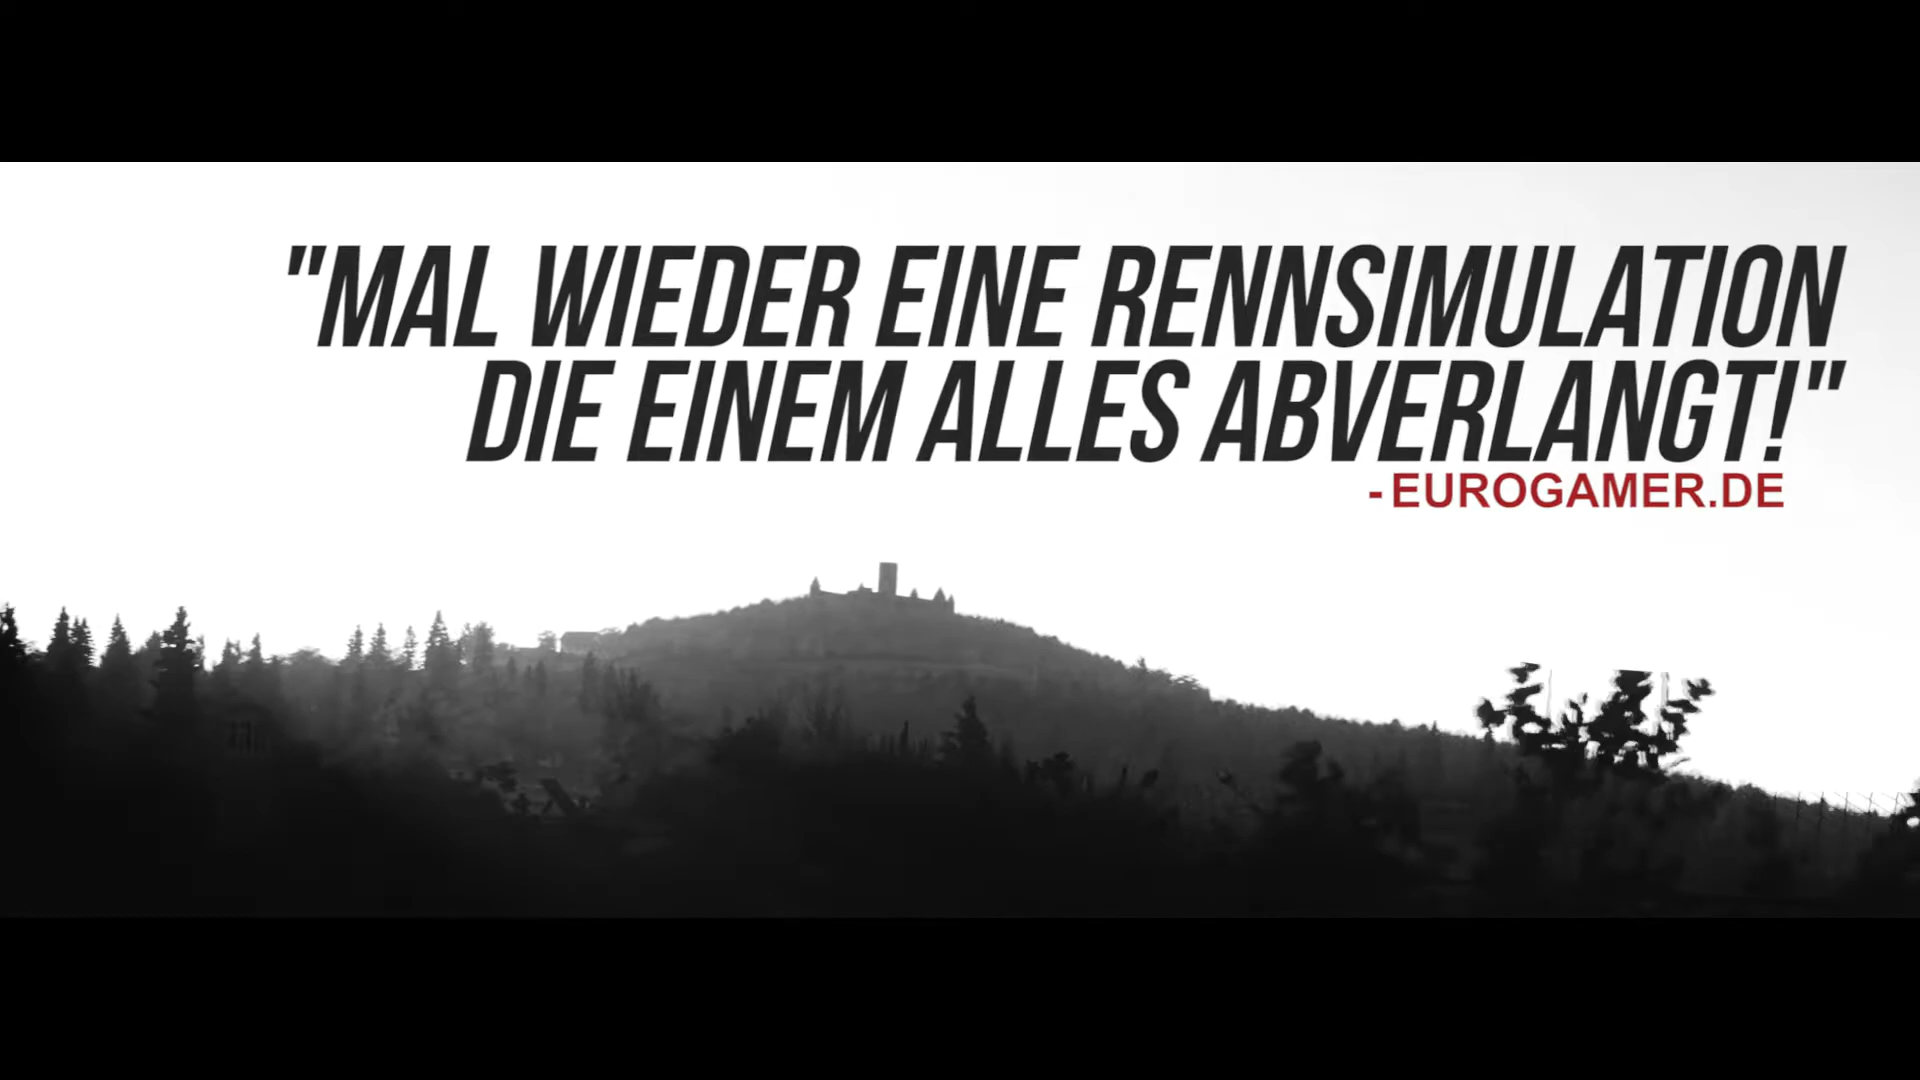 "MAL WIEDER EINE RENNSIMULATION
DIE EINEM ALLES ABVERLANGT!"
-EUROGAMER.DE